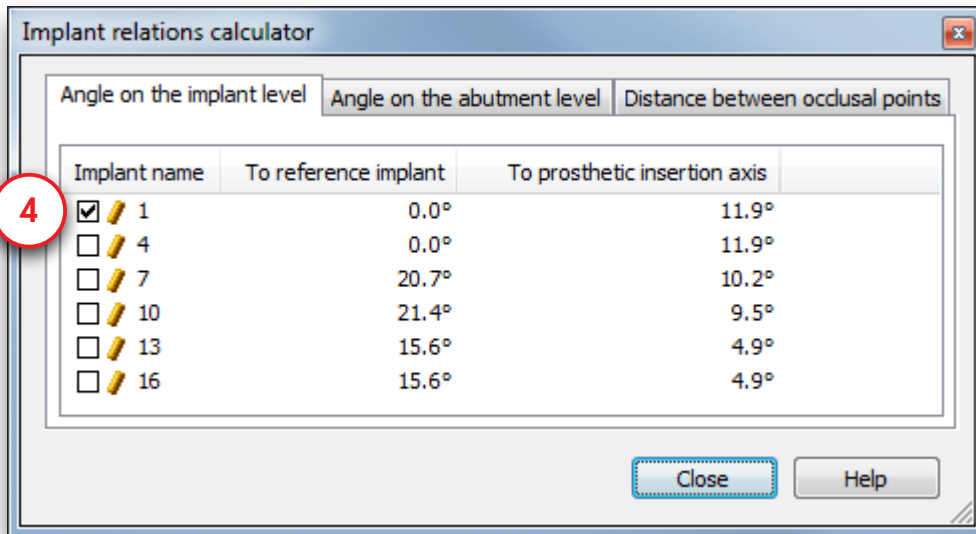 Implant relations calculator
Angle on the implant level Angle on the abutment level Distance between occlusal points
Implant name To reference implant To prosthetic insertion axis
4
1 0.0° 11.9°
4 0.0° 11.9°
7 20.7° 10.2°
10 21.4° 9.5°
13 15.6° 4.9°
16 15.6° 4.9°
Close Help